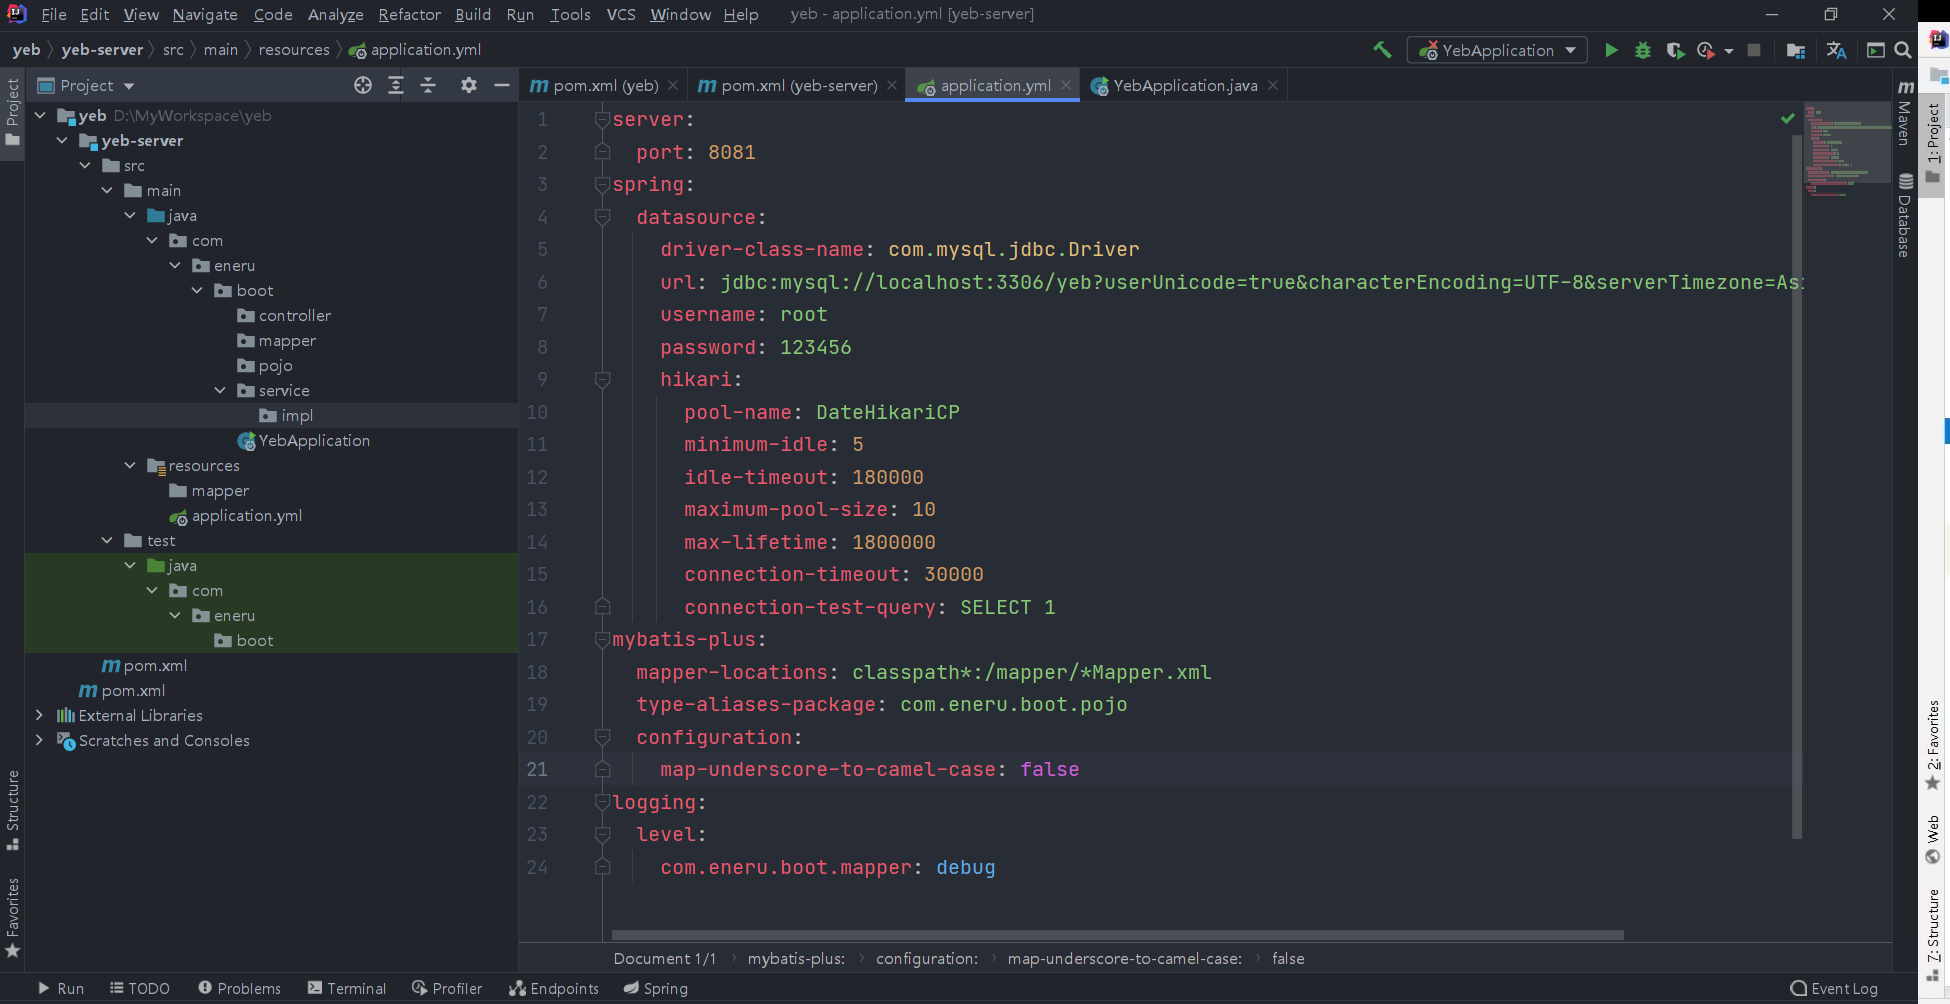 File Edit View Navigate Code Analyze Refactor Build Run Tools VCS Window Help yeb - application.yml [yeb-server]
yeb yeb-server src main resources application.yml YebApplication
Project
pom.xml (yeb) pom.xml (yeb-server) application.yml YebApplication.java
yeb D:\MyWorkspace\yeb
yeb-server
src
main
java
com
eneru
boot
controller
mapper
pojo
service
impl
YebApplication
resources
mapper
application.yml
test
java
com
eneru
boot
pom.xml
pom.xml
External Libraries
Scratches and Consoles
1 server:
2 port: 8081
3 spring:
4 datasource:
5 driver-class-name: com.mysql.jdbc.Driver
6 url: jdbc:mysql://localhost:3306/yeb?userUnicode=true&characterEncoding=UTF-8&serverTimezone=As
7 username: root
8 password: 123456
9 hikari:
10 pool-name: DateHikariCP
11 minimum-idle: 5
12 idle-timeout: 180000
13 maximum-pool-size: 10
14 max-lifetime: 1800000
15 connection-timeout: 30000
16 connection-test-query: SELECT 1
17 mybatis-plus:
18 mapper-locations: classpath*:/mapper/*Mapper.xml
19 type-aliases-package: com.eneru.boot.pojo
20 configuration:
21 map-underscore-to-camel-case: false
22 logging:
23 level:
24 com.eneru.boot.mapper: debug
Document 1/1 mybatis-plus: configuration: map-underscore-to-camel-case: false
Run TODO Problems Terminal Profiler Endpoints Spring Event Log
Project
Structure
Favorites
Maven
Database
1: Project
2: Favorites
Web
7: Structure